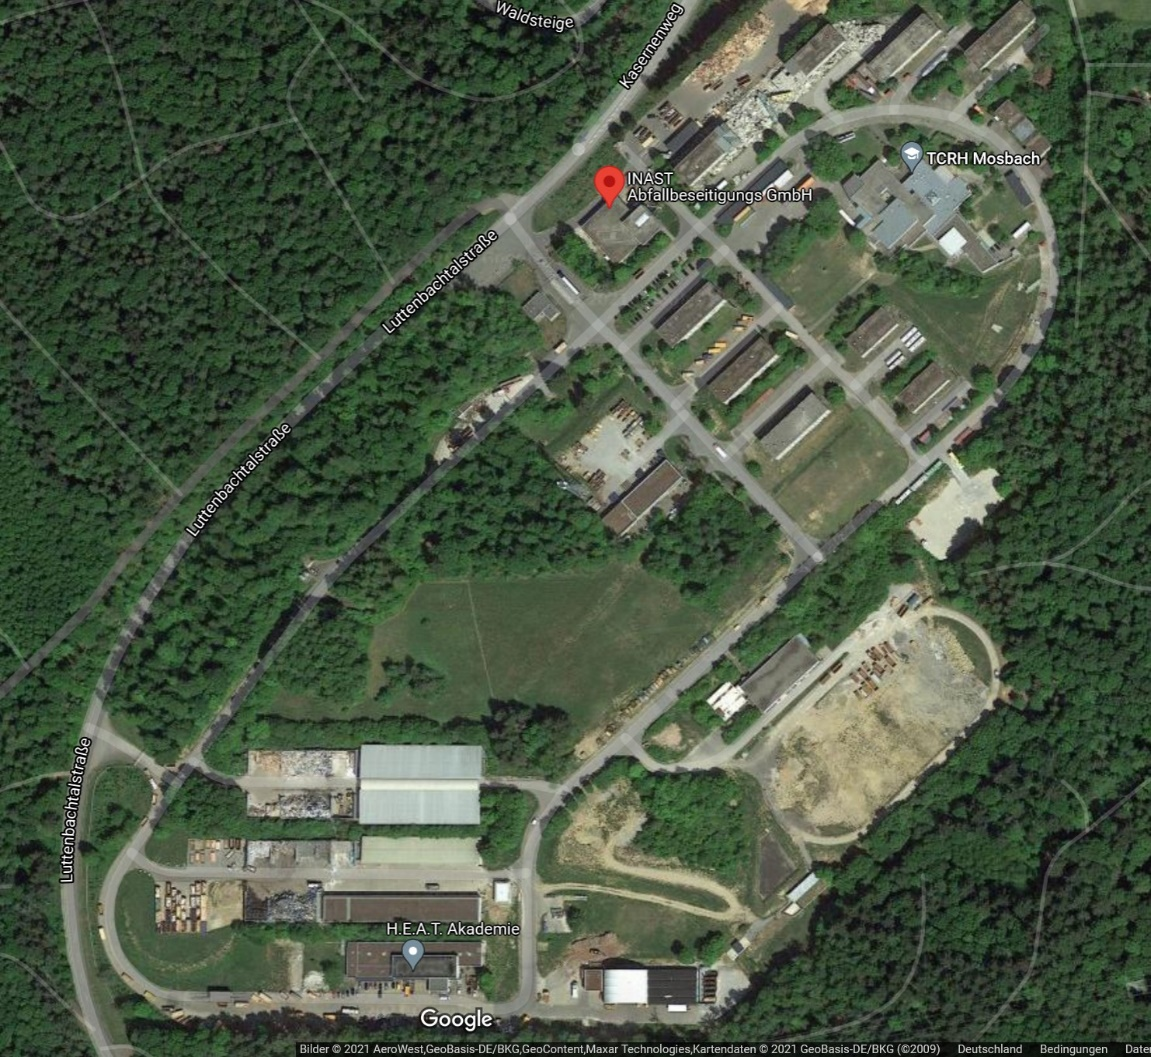 Waldsteige
Kasernenweg
TCRH Mosbach
INAST
Abfallbeseitigungs GmbH
Luttenbachtalstraße
Luttenbachtalstraße
Luttenbachtalstraße
H.E.A.T. Akademie
Google
Bilder © 2021 AeroWest,GeoBasis-DE/BKG,GeoContent,Maxar Technologies,Kartendaten © 2021 GeoBasis-DE/BKG (©2009) Deutschland Bedingungen Date